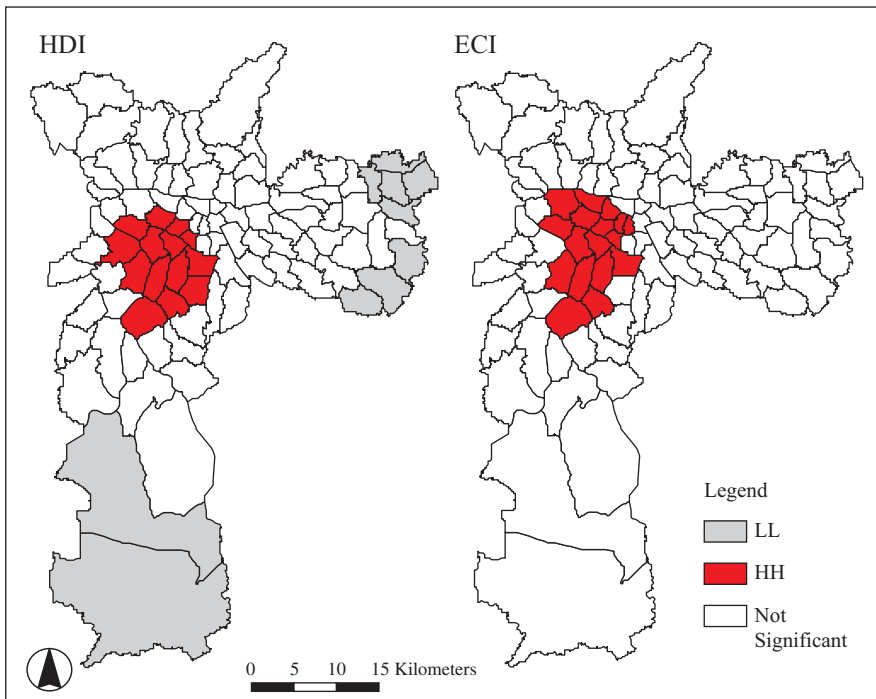 HDI
ECI
Legend
LL
HH
Not
Significant
0 5 10 15 Kilometers